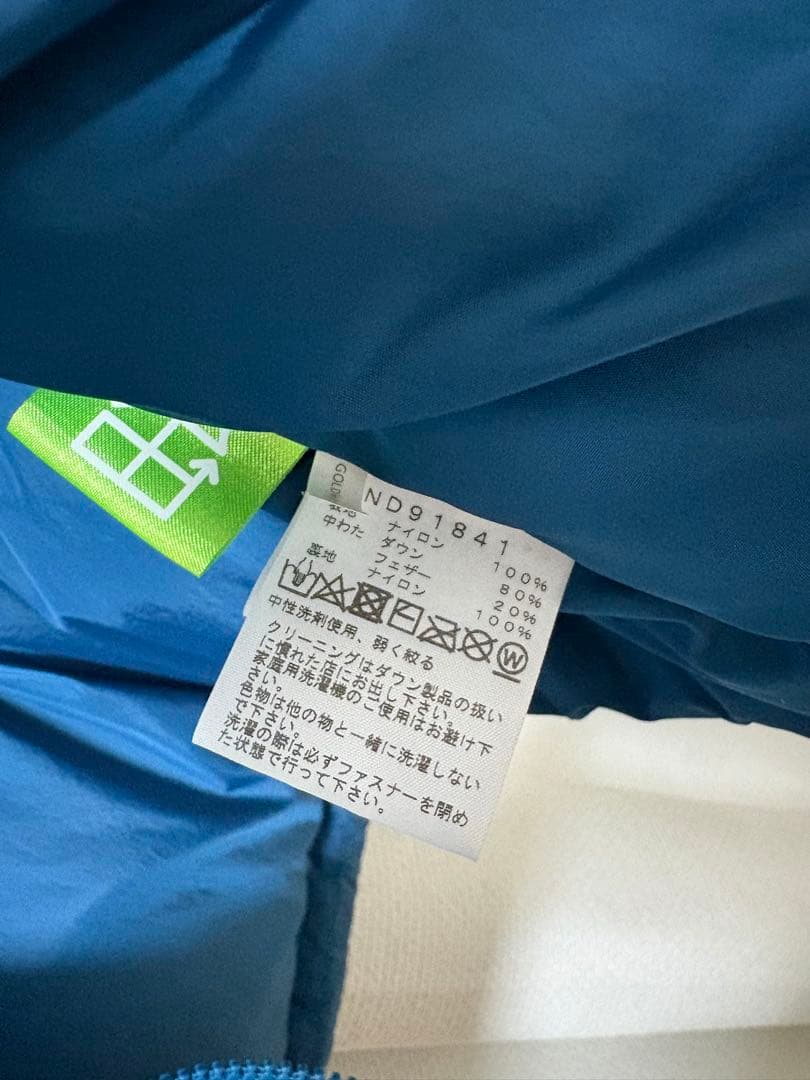 GOLD
ND91841
表地 ナイロン 100%
中わた ダウン 80%
フェザー 20%
裏地 ナイロン 100%
W
中性洗剤使用、弱く絞る
クリーニングはダウン製品の扱い
に慣れた店にお出し下さい。
家庭用洗濯機のご使用はお避け下
さい。
色物は他の物と一緒に洗濯しない
で下さい。
洗濯の際は必ずファスナーを閉め
た状態で行って下さい。